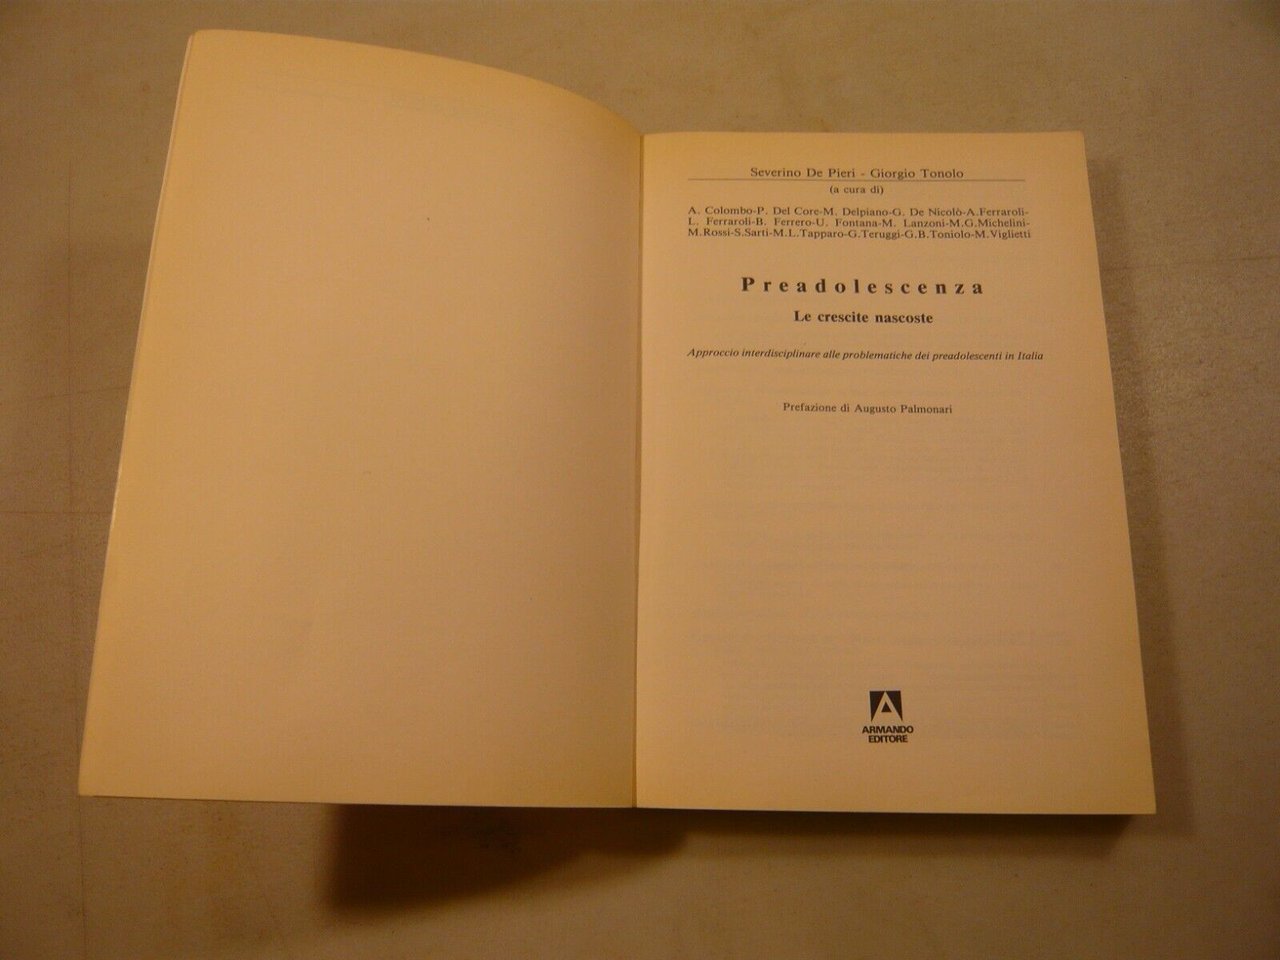 Severino De Pieri - Giorgio Tonolo
(a cura di)
A. Colombo-P. Del Core-M. Delpiano-G. De Nicolò-A.Ferraroli-
L. Ferraroli-B. Ferrero-U. Fontana-M. Lanzoni-M.G.Michelini-
M.Rossi-S.Sarti-M.L.Tapparo-G.Teruggi-G.B.Toniolo-M.Viglietti
Preadolescenza
Le crescite nascoste
Approccio interdisciplinare alle problematiche dei preadolescenti in Italia
Prefazione di Augusto Palmonari
ARMANDO
EDITORE